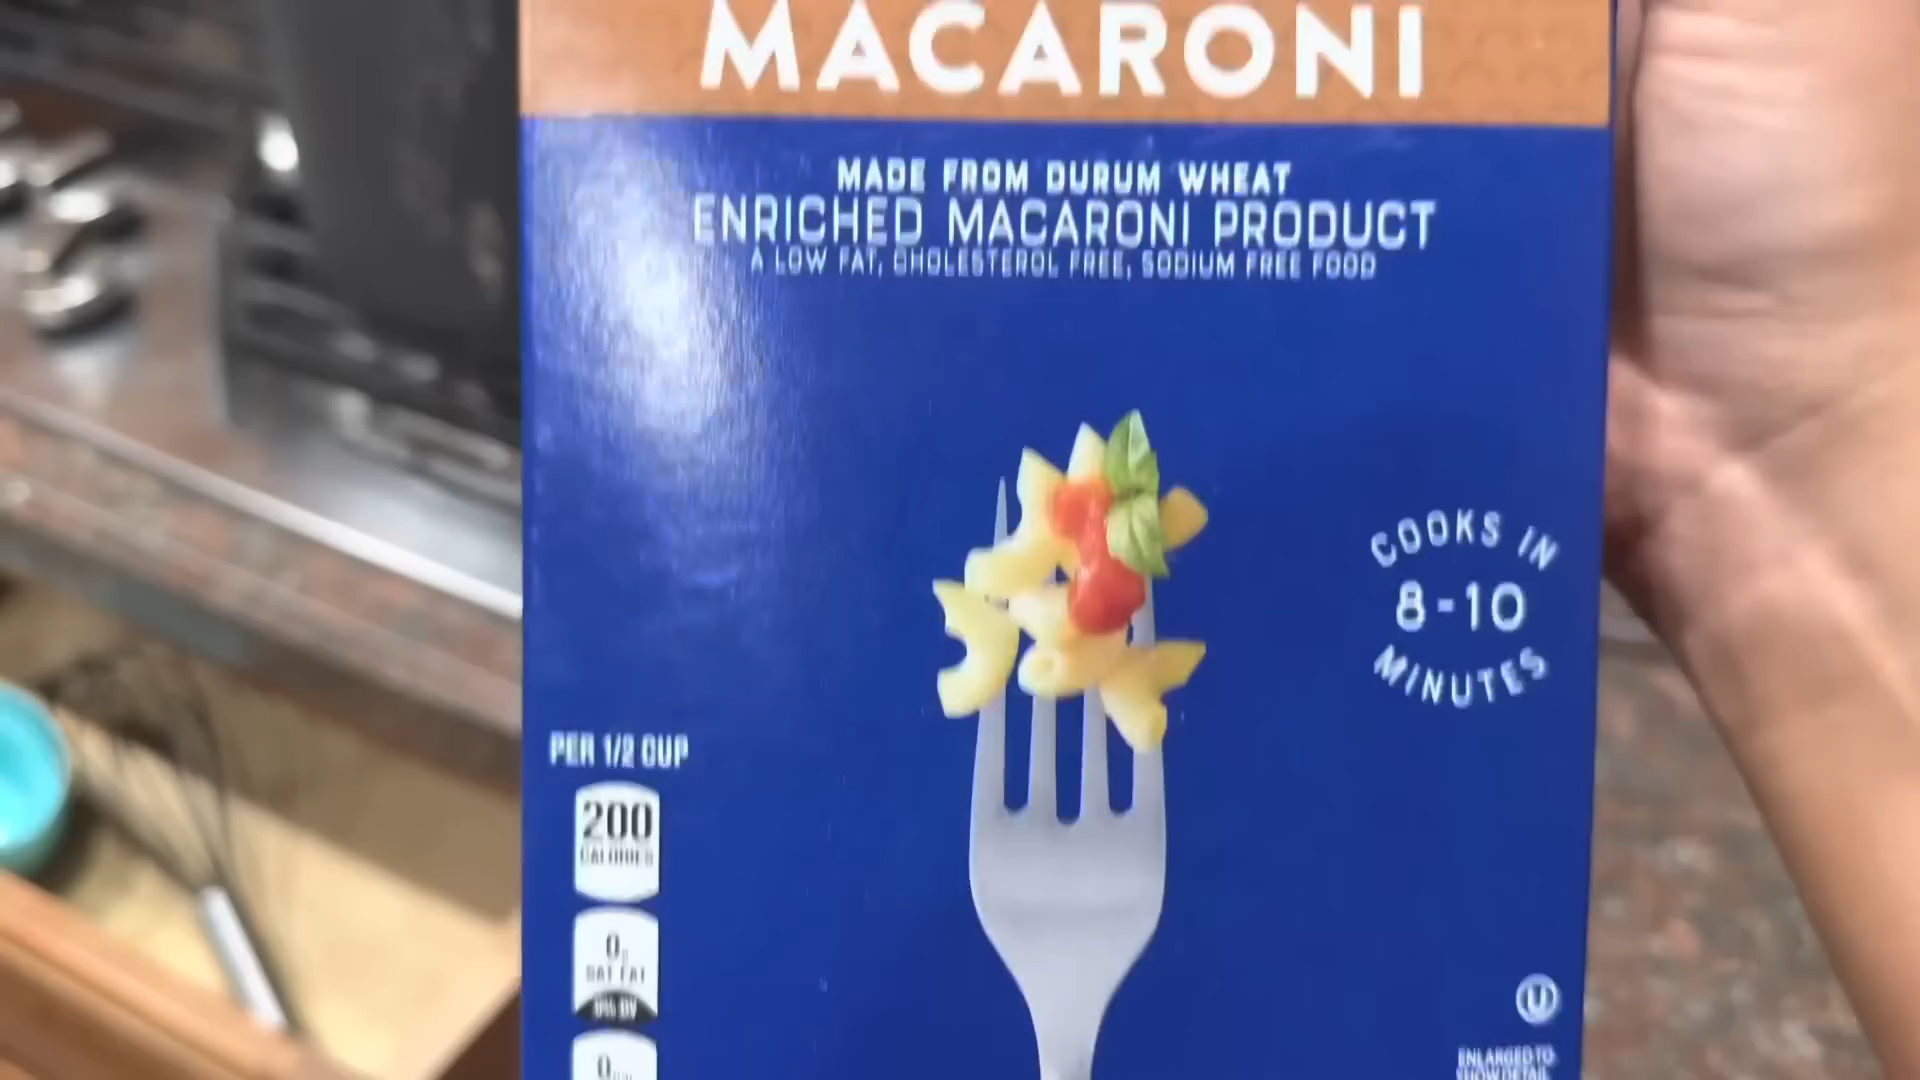 MACARONI
MADE FROM DURUM WHEAT
ENRICHED MACARONI PRODUCT
A LOW FAT, CHOLESTEROL FREE, SODIUM FREE FOOD
COOKS IN
8-10
MINUTES
PER 1/2 CUP
200
CALORIES
0g
SAT FAT
0% DV
0
U
ENLARGED TO
SHOW DETAIL